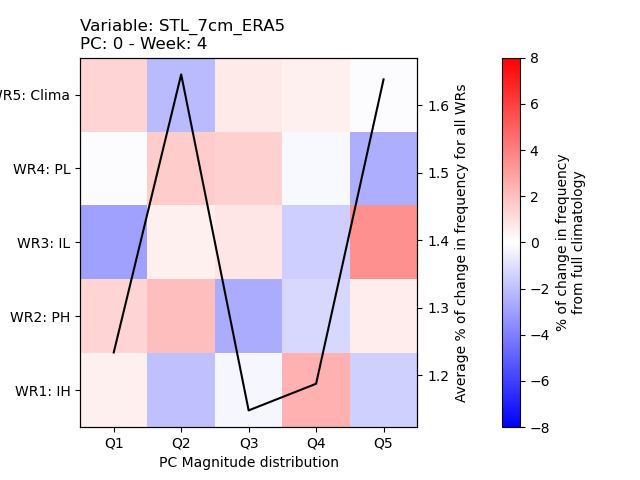 Variable: STL_7cm_ERA5
PC: 0 - Week: 4
WR5: Clima
WR4: PL
WR3: IL
WR2: PH
WR1: IH
Q1 Q2 Q3 Q4 Q5
PC Magnitude distribution
1.6
1.5
1.4
1.3
1.2
Average % of change in frequency for all WRs
8
6
4
2
0
−2
−4
−6
−8
% of change in frequency
from full climatology